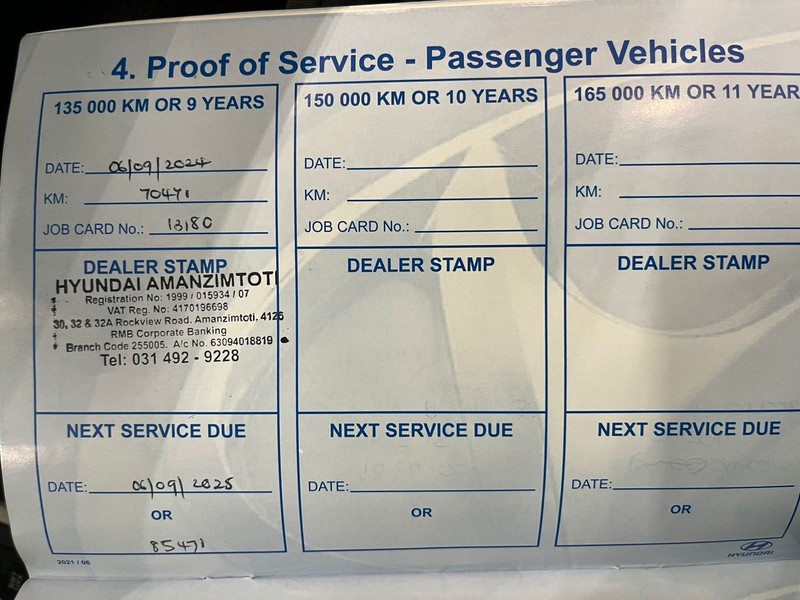 4. Proof of Service - Passenger Vehicles
135 000 KM OR 9 YEARS
DATE: 06/09/2024
KM: 70471
JOB CARD No.: 13180
DEALER STAMP
HYUNDAI AMANZIMTOTI
Registration No: 1999 / 015934 / 07
VAT Reg. No: 4170196698
30, 32 & 32A Rockview Road, Amanzimtoti, 4126
RMB Corporate Banking
Branch Code 255005. A/c No. 63094018819
Tel: 031 492 - 9228
NEXT SERVICE DUE
DATE: 06/09/2025
OR
85471
2021 / 06
150 000 KM OR 10 YEARS
DATE:
KM:
JOB CARD No.:
DEALER STAMP
NEXT SERVICE DUE
DATE:
OR
165 000 KM OR 11 YEAR
DATE:
KM:
JOB CARD No.:
DEALER STAMP
NEXT SERVICE DUE
DATE:
OR
HYUNDAI